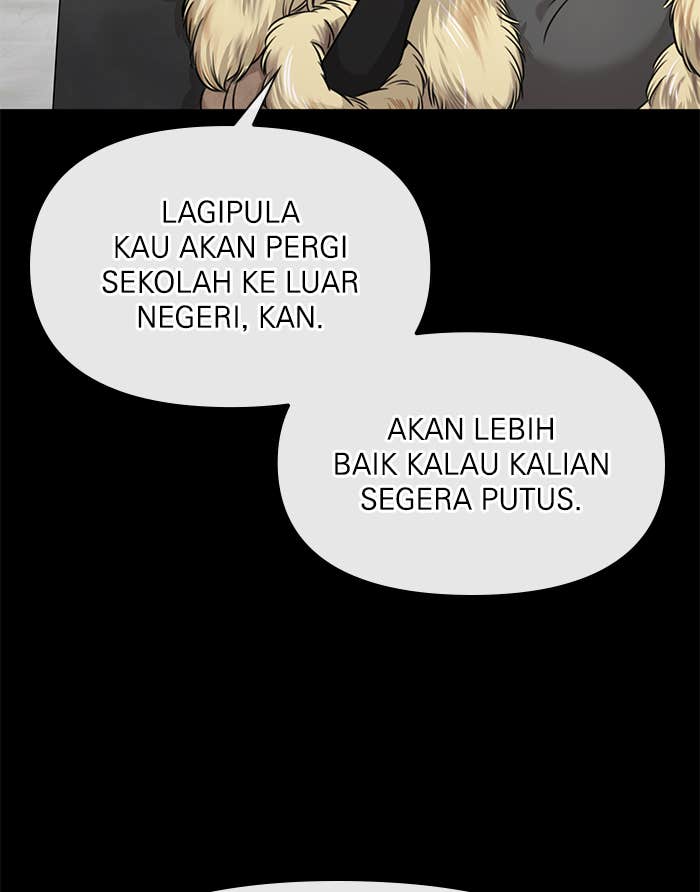 LAGIPULA
KAU AKAN PERGI
SEKOLAH KE LUAR
NEGERI, KAN.
AKAN LEBIH
BAIK KALAU KALIAN
SEGERA PUTUS.